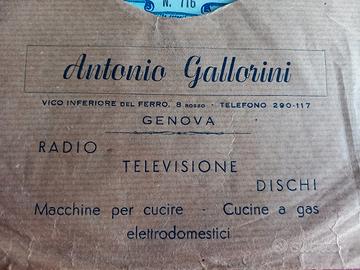 N. 716
Antonio Gallorini
VICO INFERIORE DEL FERRO, 8 ROSSO - TELEFONO 290-117
GENOVA
RADIO
TELEVISIONE
DISCHI
Macchine per cucire - Cucine a gas
elettrodomestici